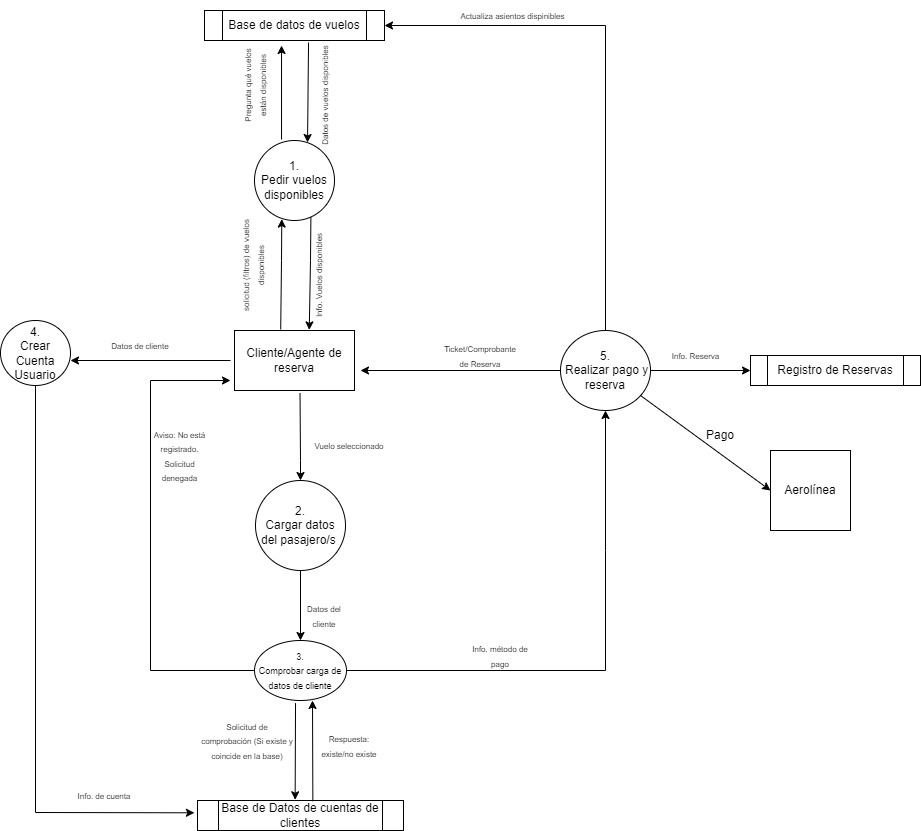 Actualiza asientos dispinibles
Base de datos de vuelos
Pregunta qué vuelos
están disponibles
Datos de vuelos disponibles
1.
Pedir vuelos
disponibles
solicitud (filtros) de vuelos
disponibles
Info. Vuelos disponibles
4.
Crear
Cuenta
Usuario
Datos de cliente
Cliente/Agente de
reserva
Ticket/Comprobante
de Reserva
5.
Realizar pago y
reserva
Info. Reserva
Registro de Reservas
Pago
Aerolínea
Aviso: No está
registrado.
Solicitud
denegada
Vuelo seleccionado
2.
Cargar datos
del pasajero/s
Datos del
cliente
3.
Comprobar carga de
datos de cliente
Info. método de
pago
Solicitud de
comprobación (Si existe y
coincide en la base)
Respuesta:
existe/no existe
Info. de cuenta
Base de Datos de cuentas de
clientes